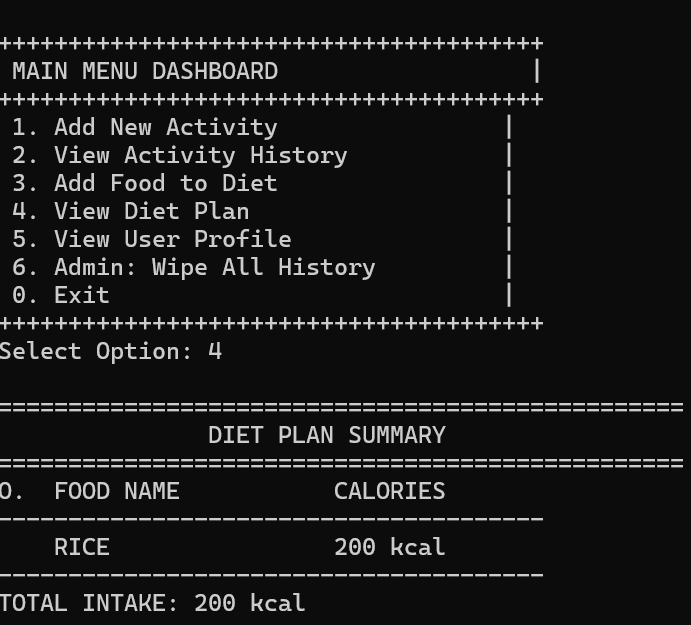 +++++++++++++++++++++++++++++++++++++++
MAIN MENU DASHBOARD |
+++++++++++++++++++++++++++++++++++++++
1. Add New Activity |
2. View Activity History |
3. Add Food to Diet |
4. View Diet Plan |
5. View User Profile |
6. Admin: Wipe All History |
0. Exit |
+++++++++++++++++++++++++++++++++++++++
Select Option: 4
=================================================
DIET PLAN SUMMARY
=================================================
O. FOOD NAME CALORIES
---------------------------------------
RICE 200 kcal
---------------------------------------
TOTAL INTAKE: 200 kcal